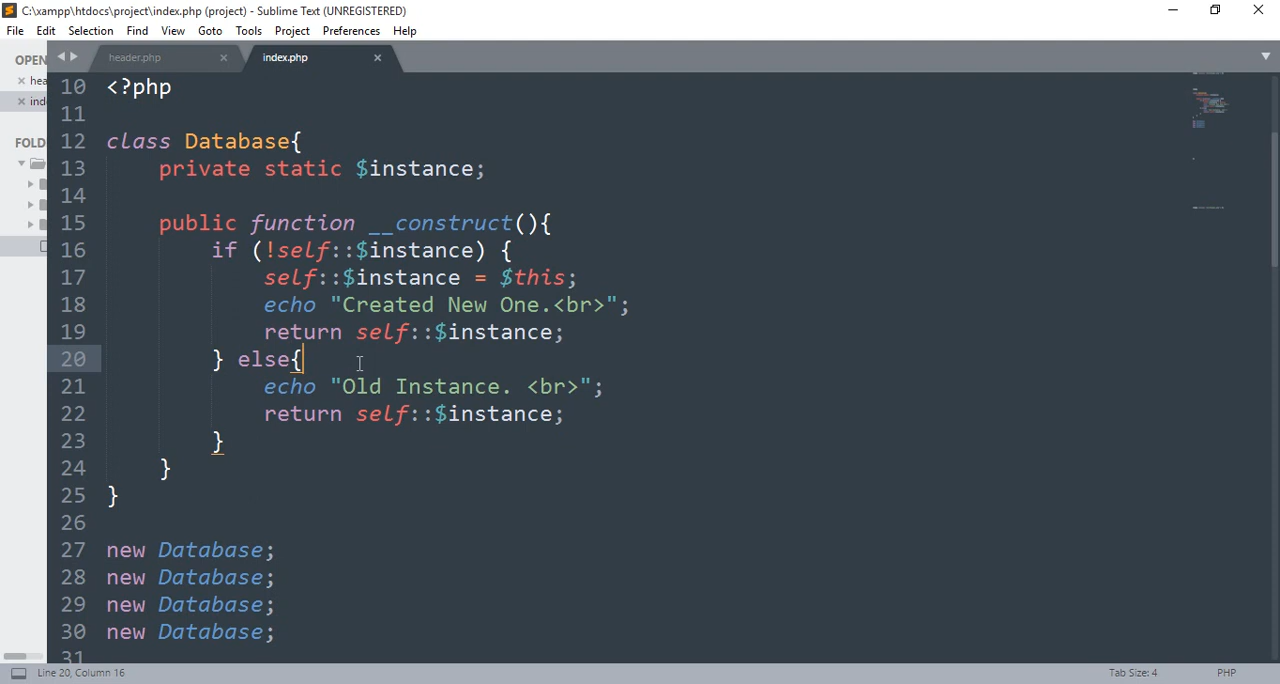 C:\xampp\htdocs\project\index.php (project) - Sublime Text (UNREGISTERED)
File Edit Selection Find View Goto Tools Project Preferences Help
OPEN
header.php
index.php
hea
ind
FOLD
10 <?php
11
12 class Database{
13 private static $instance;
14
15 public function __construct(){
16 if (!self::$instance) {
17 self::$instance = $this;
18 echo "Created New One.<br>";
19 return self::$instance;
20 } else{
21 echo "Old Instance. <br>";
22 return self::$instance;
23 }
24 }
25 }
26
27 new Database;
28 new Database;
29 new Database;
30 new Database;
31
Line 20, Column 16
Tab Size: 4
PHP